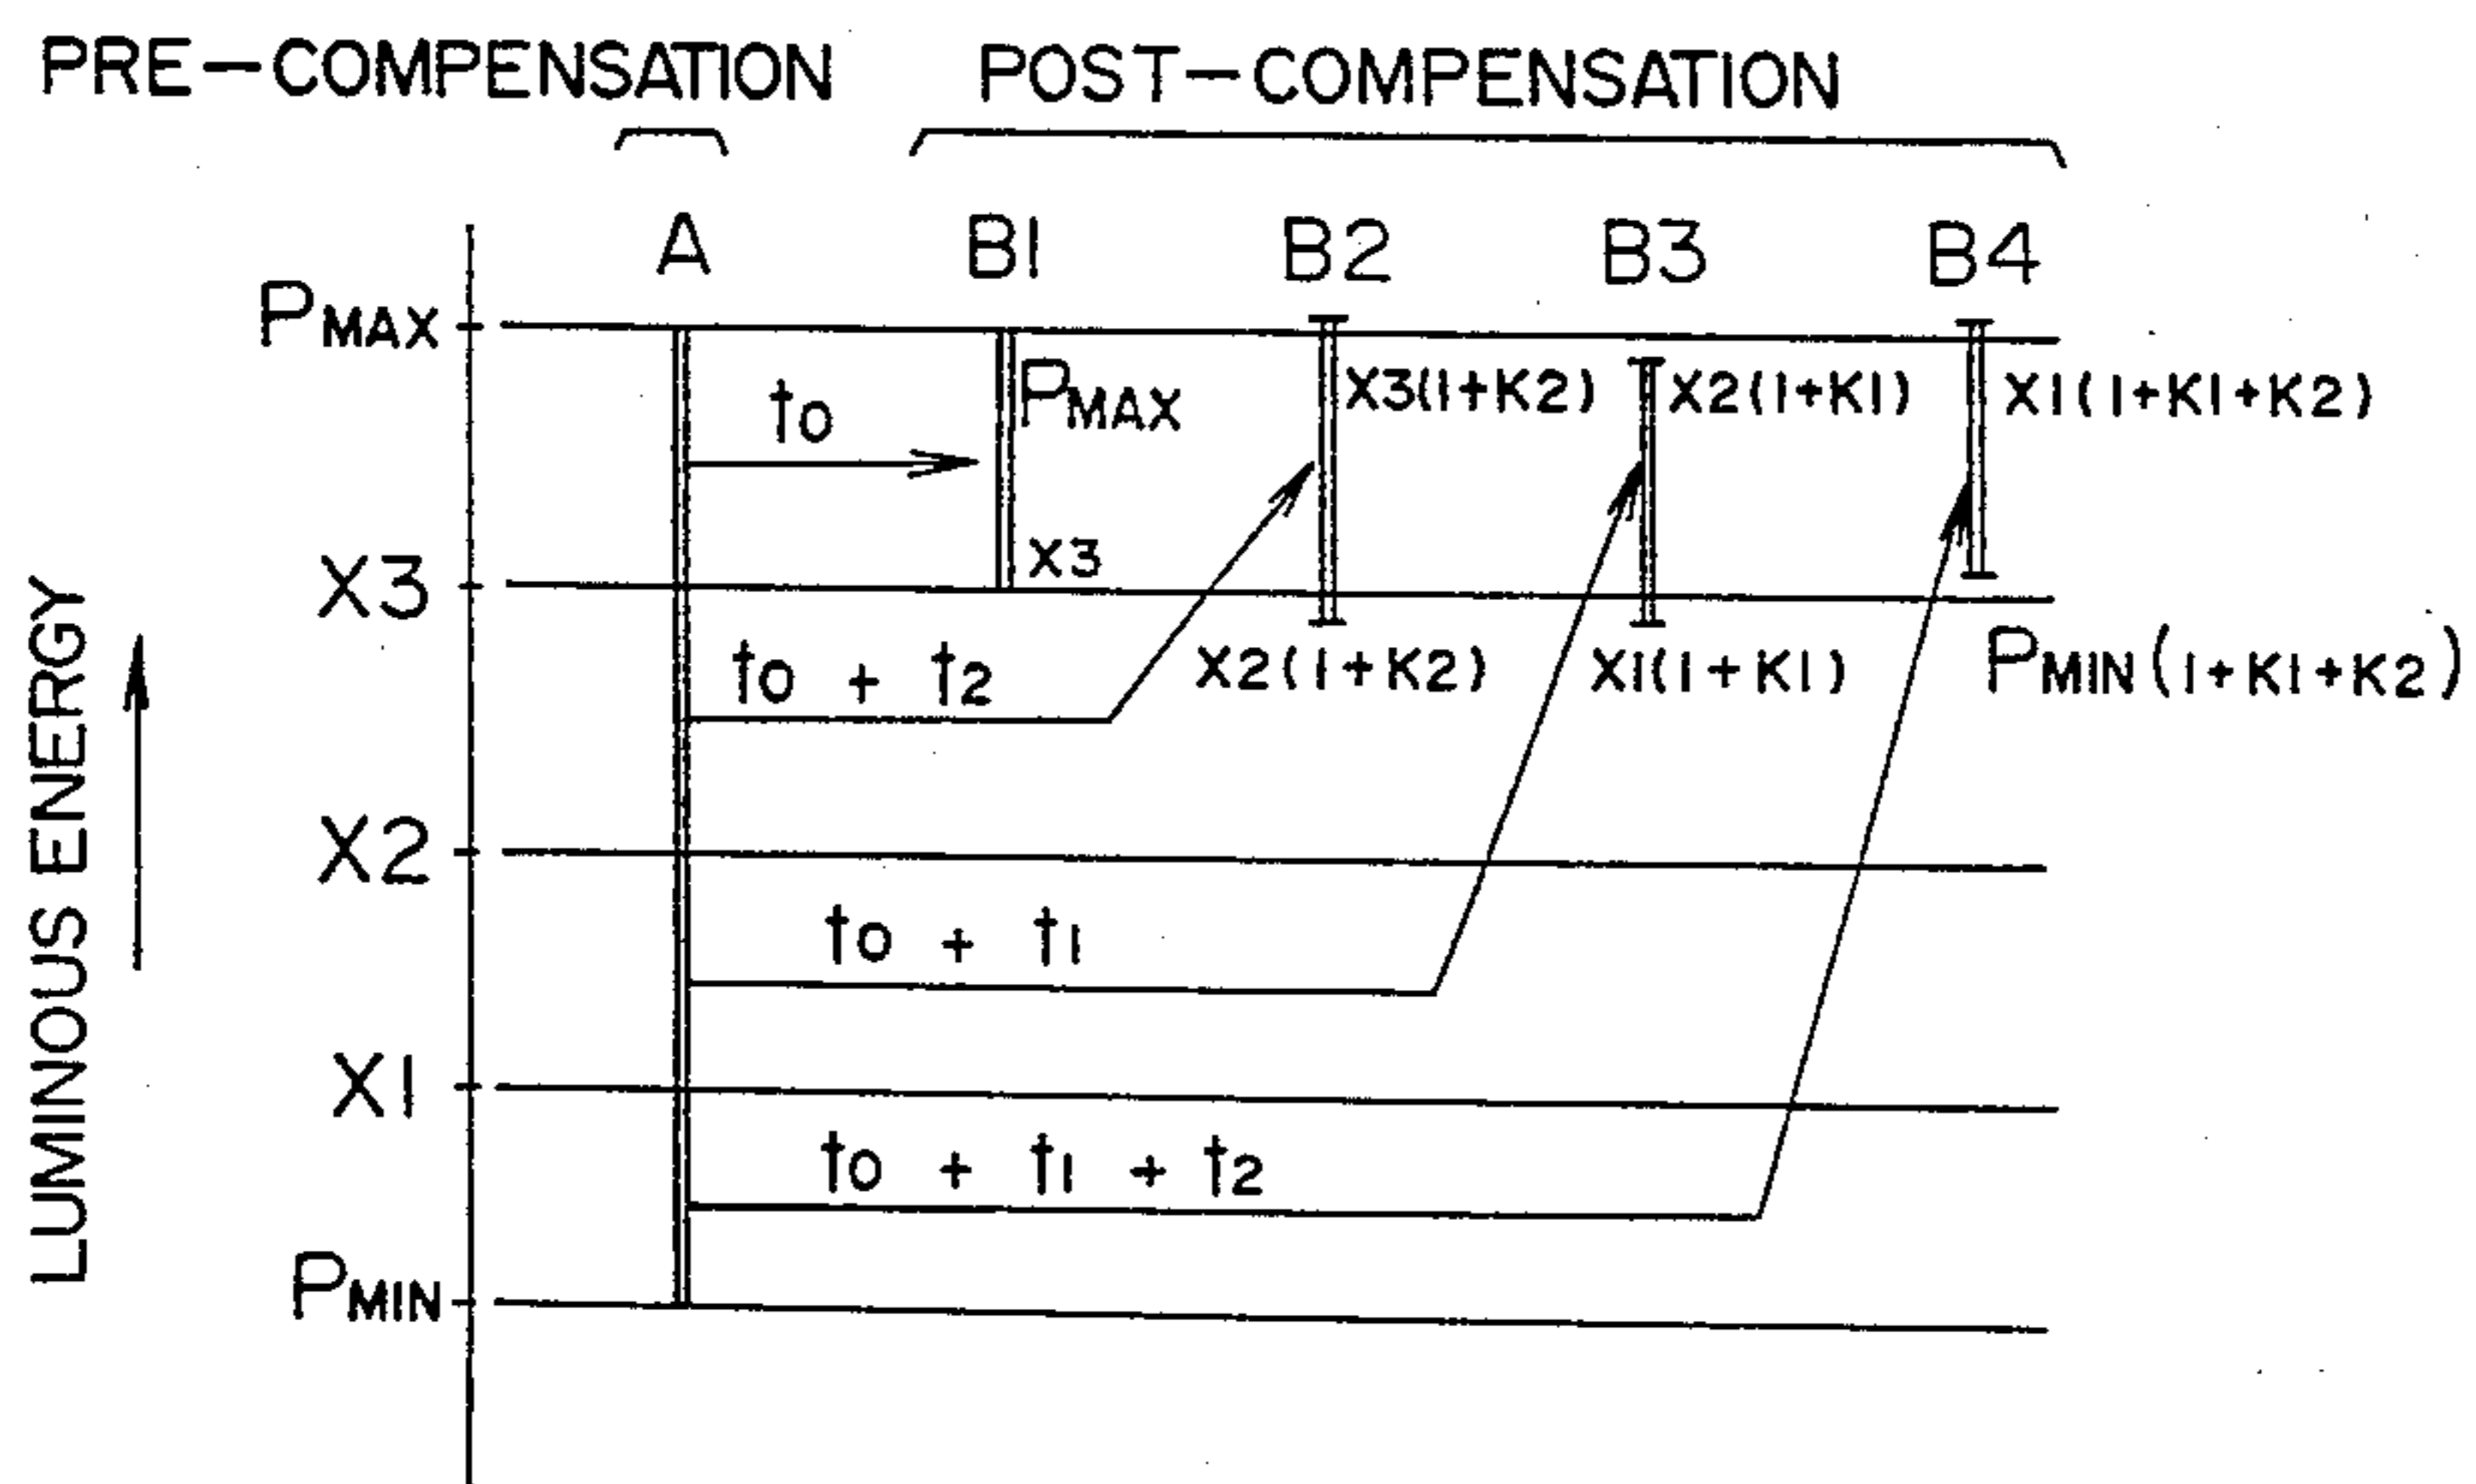 PRE-COMPENSATION POST-COMPENSATION
A B1 B2 B3 B4
PMAX
t0 PMAX X3(1+K2) X2(1+K1) X1(1+K1+K2)
X3 X3
t0 + t2 X2(1+K2) X1(1+K1) PMIN(1+K1+K2)
X2
t0 + t1
X1
t0 + t1 + t2
PMIN
LUMINOUS ENERGY